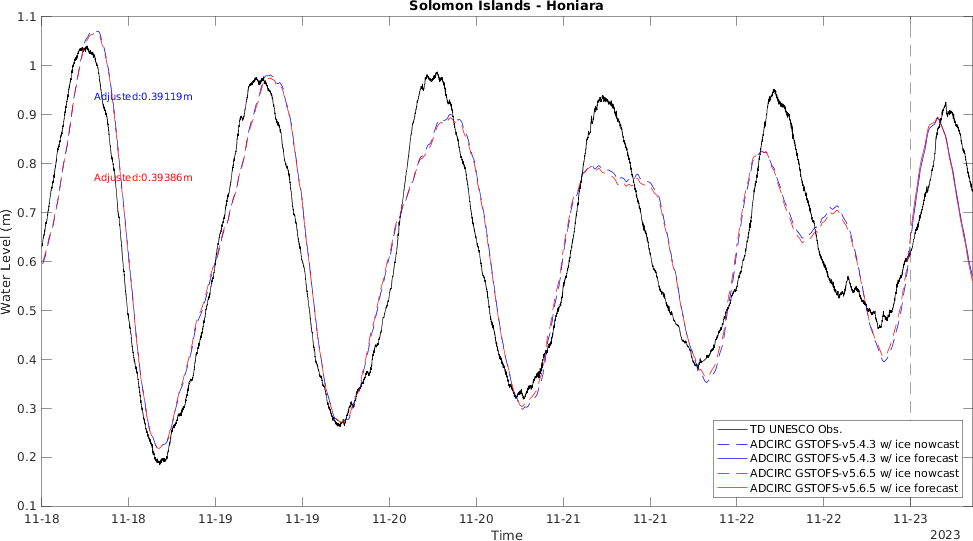 Solomon Islands - Honiara
1.1
1
0.9
0.8
0.7
0.6
0.5
0.4
0.3
0.2
0.1
Water Level (m)
Adjusted:0.39119m
Adjusted:0.39386m
TD UNESCO Obs.
ADCIRC GSTOFS-v5.4.3 w/ ice nowcast
ADCIRC GSTOFS-v5.4.3 w/ ice forecast
ADCIRC GSTOFS-v5.6.5 w/ ice nowcast
ADCIRC GSTOFS-v5.6.5 w/ ice forecast
11-18 11-18 11-19 11-19 11-20 11-20 11-21 11-21 11-22 11-22 11-23
Time
2023